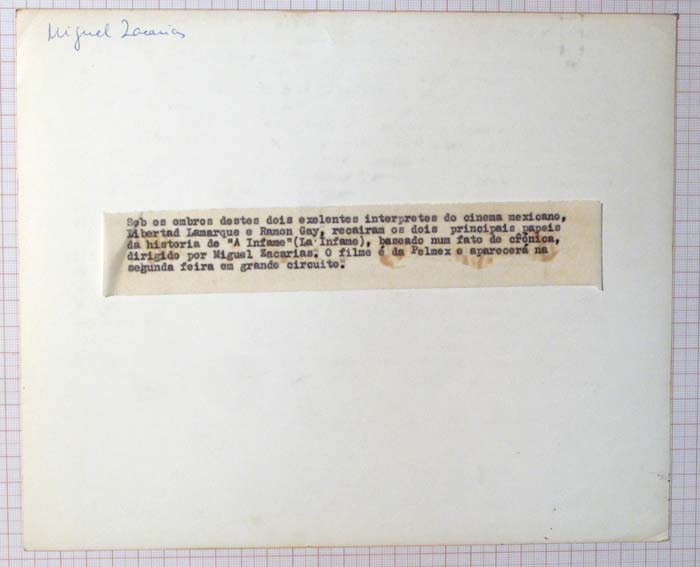 Miguel Zacarias
Sob os ombros destes dois exelentes interpretes do cinema mexicano,
Libertad Lamarque e Ramon Gay, recairam os dois principais papeis
da historia de "A Infame"(La Infame), baseado num fato de crônica,
dirigido por Miguel Zacarias. O filme é da Pelmex e aparecerá na
segunda feira em grande circuito.